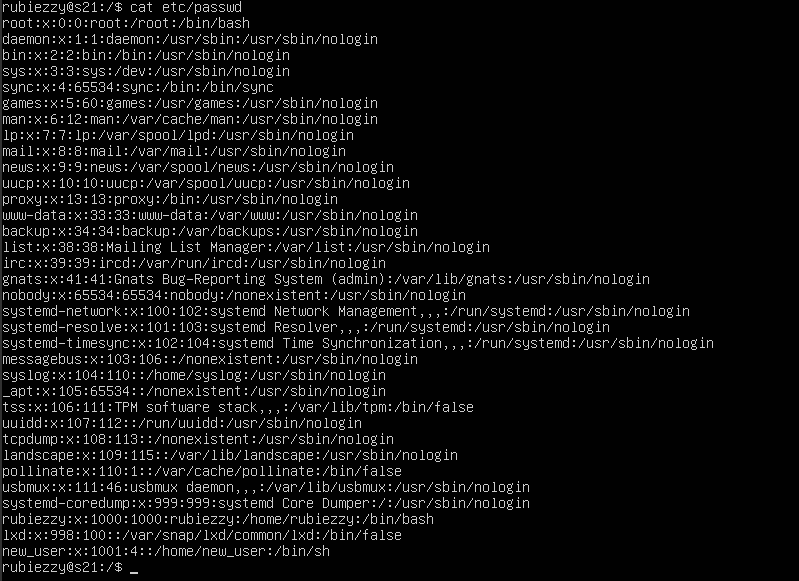 rubiezzy@s21:/$ cat etc/passwd
root:x:0:0:root:/root:/bin/bash
daemon:x:1:1:daemon:/usr/sbin:/usr/sbin/nologin
bin:x:2:2:bin:/bin:/usr/sbin/nologin
sys:x:3:3:sys:/dev:/usr/sbin/nologin
sync:x:4:65534:sync:/bin:/bin/sync
games:x:5:60:games:/usr/games:/usr/sbin/nologin
man:x:6:12:man:/var/cache/man:/usr/sbin/nologin
lp:x:7:7:lp:/var/spool/lpd:/usr/sbin/nologin
mail:x:8:8:mail:/var/mail:/usr/sbin/nologin
news:x:9:9:news:/var/spool/news:/usr/sbin/nologin
uucp:x:10:10:uucp:/var/spool/uucp:/usr/sbin/nologin
proxy:x:13:13:proxy:/bin:/usr/sbin/nologin
www-data:x:33:33:www-data:/var/www:/usr/sbin/nologin
backup:x:34:34:backup:/var/backups:/usr/sbin/nologin
list:x:38:38:Mailing List Manager:/var/list:/usr/sbin/nologin
irc:x:39:39:ircd:/var/run/ircd:/usr/sbin/nologin
gnats:x:41:41:Gnats Bug-Reporting System (admin):/var/lib/gnats:/usr/sbin/nologin
nobody:x:65534:65534:nobody:/nonexistent:/usr/sbin/nologin
systemd-network:x:100:102:systemd Network Management,,,:/run/systemd:/usr/sbin/nologin
systemd-resolve:x:101:103:systemd Resolver,,,:/run/systemd:/usr/sbin/nologin
systemd-timesync:x:102:104:systemd Time Synchronization,,,:/run/systemd:/usr/sbin/nologin
messagebus:x:103:106::/nonexistent:/usr/sbin/nologin
syslog:x:104:110::/home/syslog:/usr/sbin/nologin
_apt:x:105:65534::/nonexistent:/usr/sbin/nologin
tss:x:106:111:TPM software stack,,,:/var/lib/tpm:/bin/false
uuidd:x:107:112::/run/uuidd:/usr/sbin/nologin
tcpdump:x:108:113::/nonexistent:/usr/sbin/nologin
landscape:x:109:115::/var/lib/landscape:/usr/sbin/nologin
pollinate:x:110:1::/var/cache/pollinate:/bin/false
usbmux:x:111:46:usbmux daemon,,,:/var/lib/usbmux:/usr/sbin/nologin
systemd-coredump:x:999:999:systemd Core Dumper:/:/usr/sbin/nologin
rubiezzy:x:1000:1000:rubiezzy:/home/rubiezzy:/bin/bash
lxd:x:998:100::/var/snap/lxd/common/lxd:/bin/false
new_user:x:1001:4::/home/new_user:/bin/sh
rubiezzy@s21:/$ _